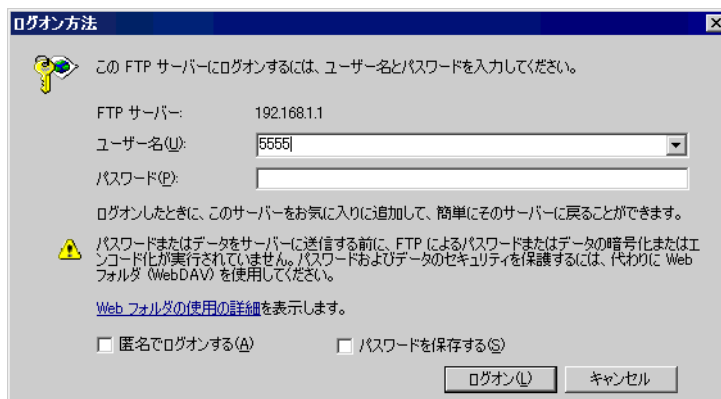 ログオン方法
この FTP サーバーにログオンするには、ユーザー名とパスワードを入力してください。
FTP サーバー: 192.168.1.1
ユーザー名(U): 5555
パスワード(P):
ログオンしたときに、このサーバーをお気に入りに追加して、簡単にそのサーバーに戻ることができます。
パスワードまたはデータをサーバーに送信する前に、FTP によるパスワードまたはデータの暗号化またはエ
ンコード化が実行されていません。パスワードおよびデータのセキュリティを保護するには、代わりに Web
フォルダ (WebDAV) を使用してください。
Web フォルダの使用の詳細を表示します。
匿名でログオンする(A) パスワードを保存する(S)
ログオン(L) キャンセル